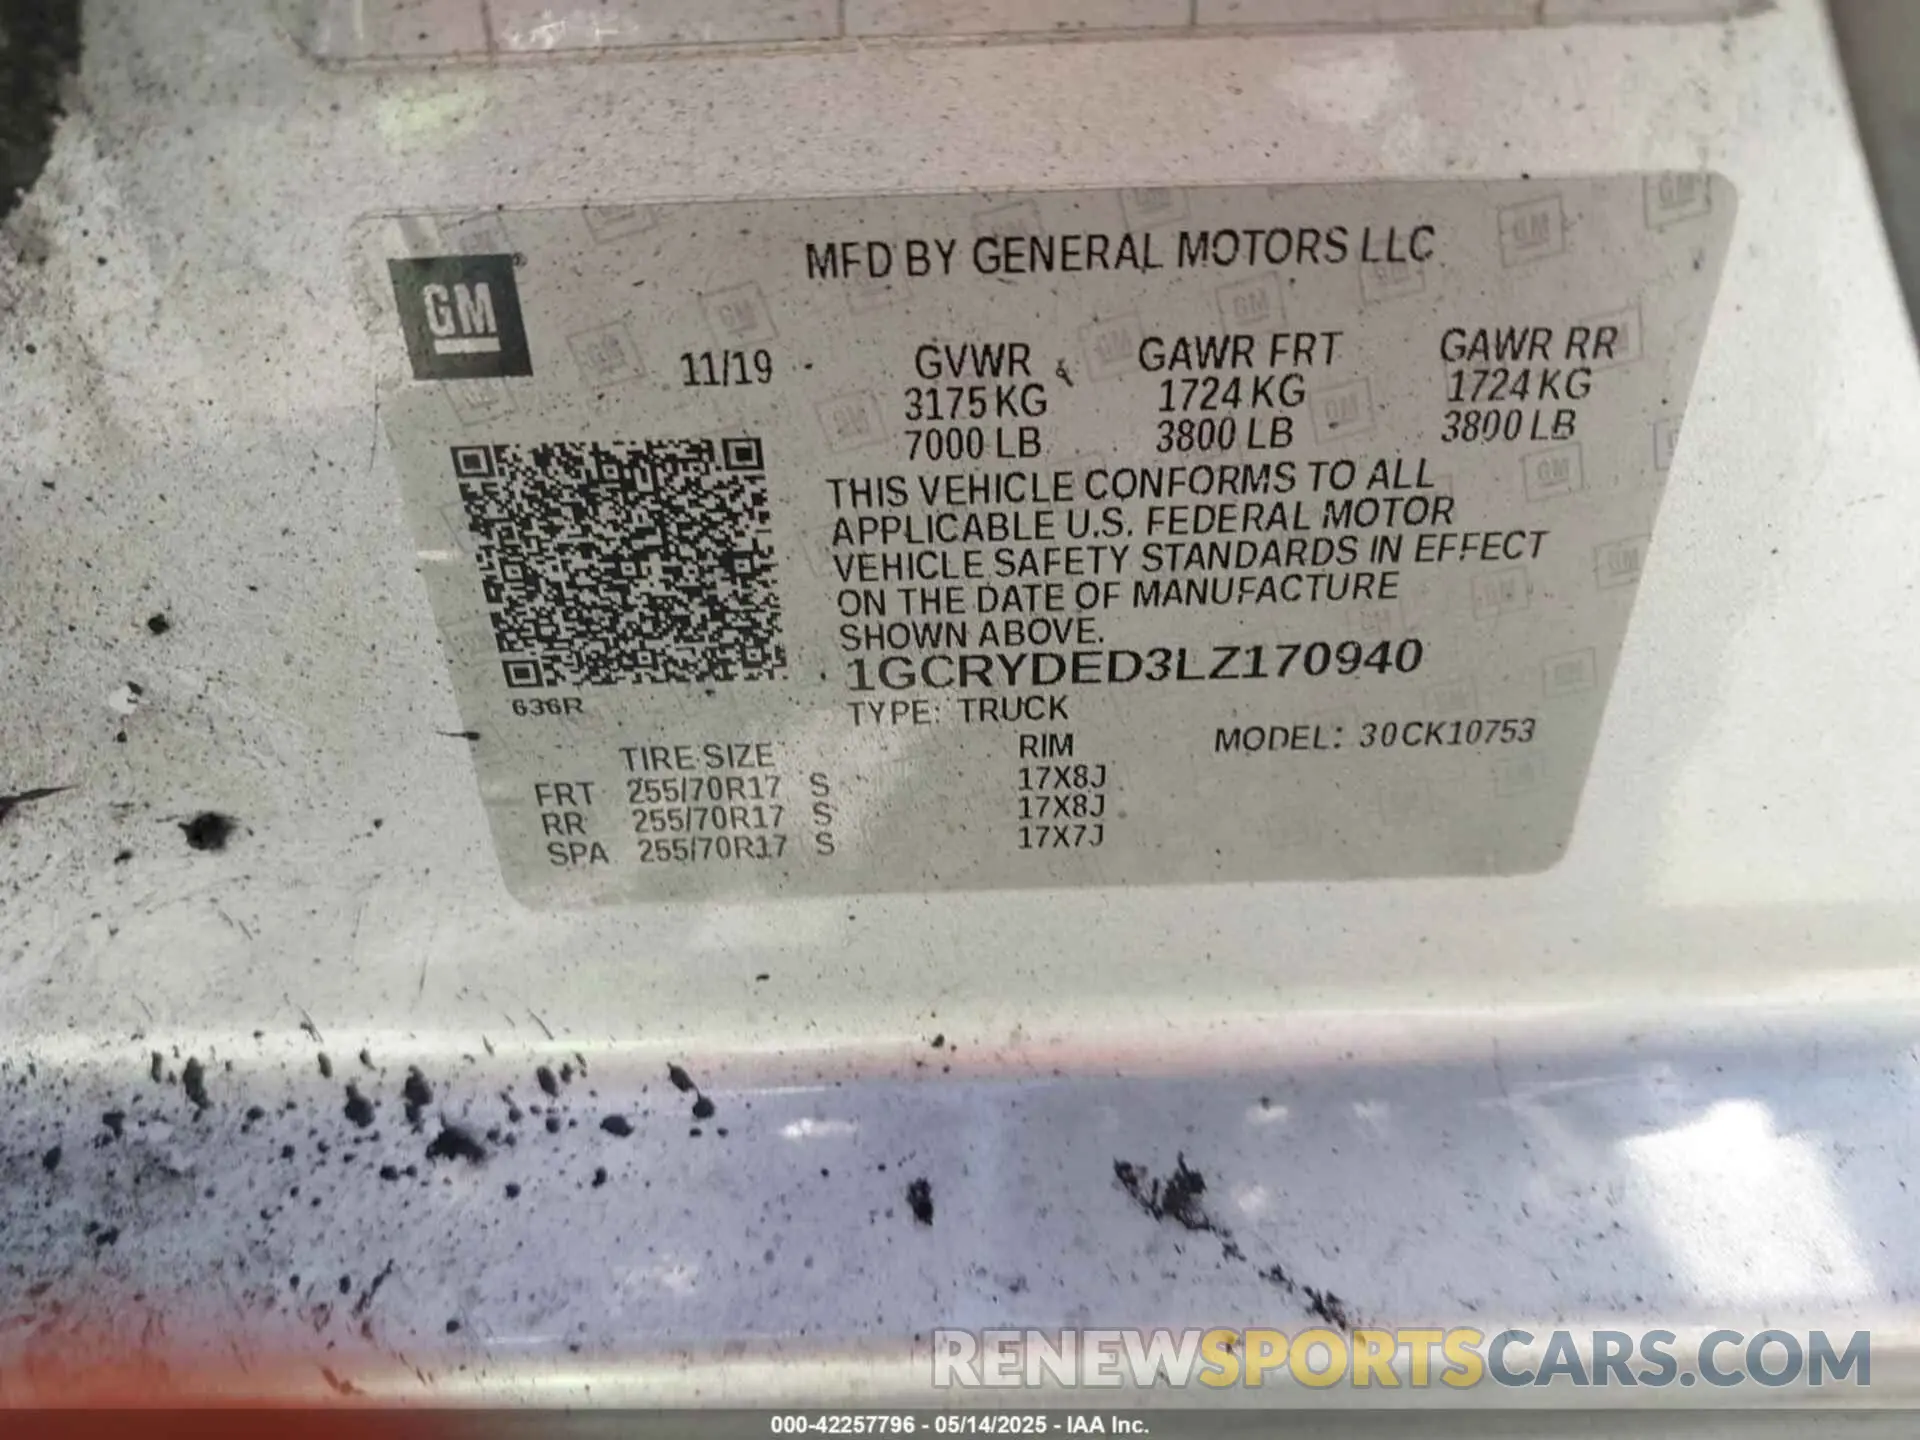 MFD BY GENERAL MOTORS LLC
GM
11/19 GVWR GAWR FRT GAWR RR
3175 KG 1724 KG 1724 KG
7000 LB 3800 LB 3800 LB
THIS VEHICLE CONFORMS TO ALL
APPLICABLE U.S. FEDERAL MOTOR
VEHICLE SAFETY STANDARDS IN EFFECT
ON THE DATE OF MANUFACTURE
SHOWN ABOVE.
1GCRYDED3LZ170940
636R
TYPE: TRUCK
MODEL: 30CK10753
TIRE SIZE RIM
FRT 255/70R17 S 17X8J
RR 255/70R17 S 17X8J
SPA 255/70R17 S 17X7J
RENEWSPORTSCARS.COM
000-42257796 - 05/14/2025 - IAA Inc.